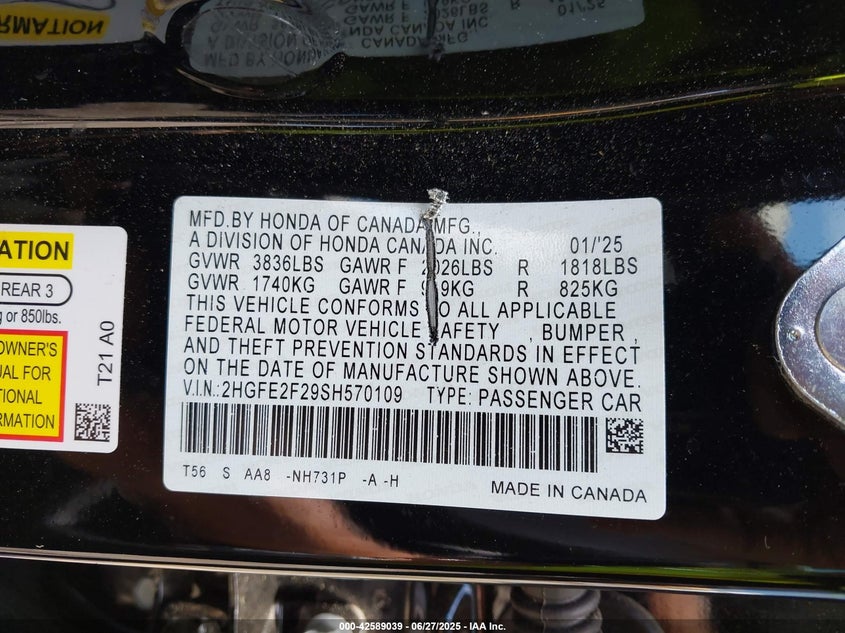 MATION
ATION
REAR 3
g or 850lbs.
OWNER'S
UAL FOR
TIONAL
RMATION
T21 A0
MFD.BY HONDA OF CANADA MFG.,
A DIVISION OF HONDA CANADA INC. 01/'25
GVWR 3836LBS GAWR F 2026LBS R 1818LBS
GVWR 1740KG GAWR F 919KG R 825KG
THIS VEHICLE CONFORMS TO ALL APPLICABLE
FEDERAL MOTOR VEHICLE SAFETY , BUMPER ,
AND THEFT PREVENTION STANDARDS IN EFFECT
ON THE DATE OF MANUFACTURE SHOWN ABOVE.
V.I.N.:2HGFE2F29SH570109 TYPE: PASSENGER CAR
T56 S AA8 -NH731P -A -H
MADE IN CANADA
000-42589039 - 06/27/2025 - IAA Inc.